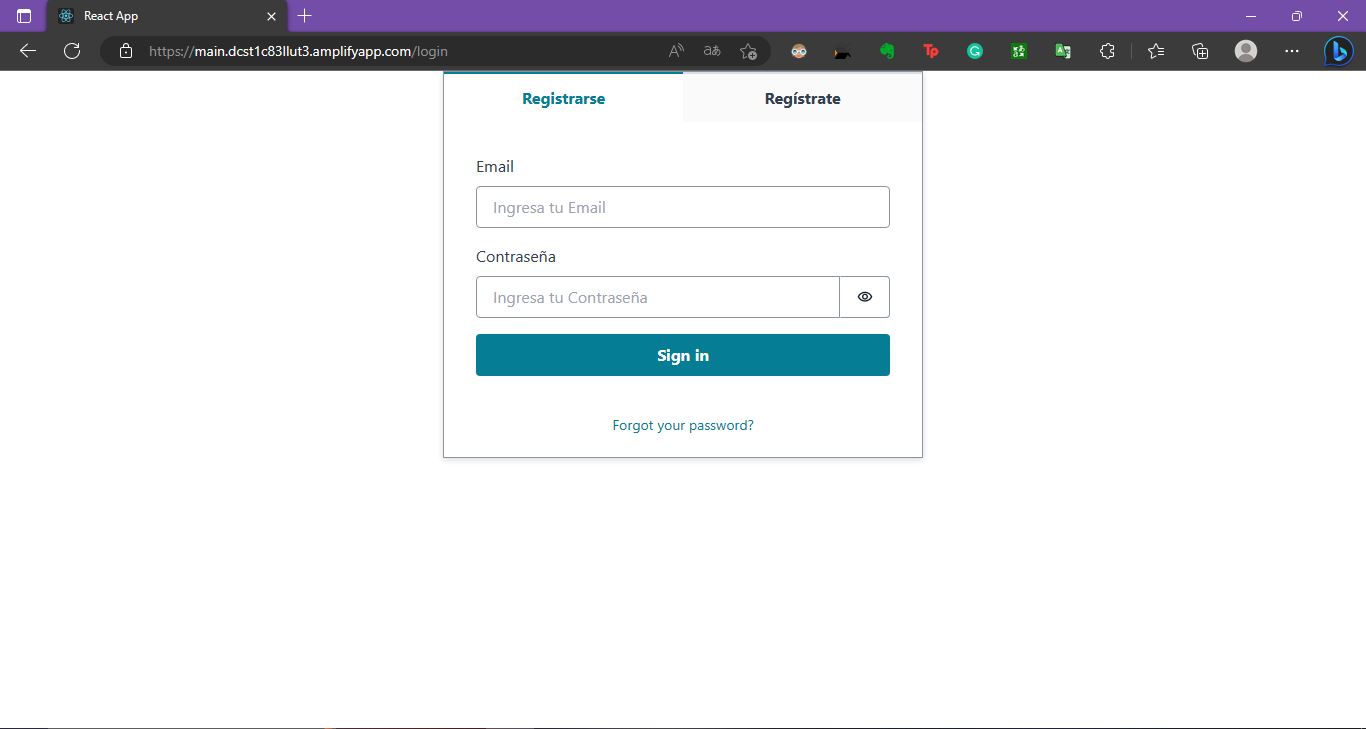 React App
https://main.dcst1c83llut3.amplifyapp.com/login
Registrarse
Regístrate
Email
Ingresa tu Email
Contraseña
Ingresa tu Contraseña
Sign in
Forgot your password?